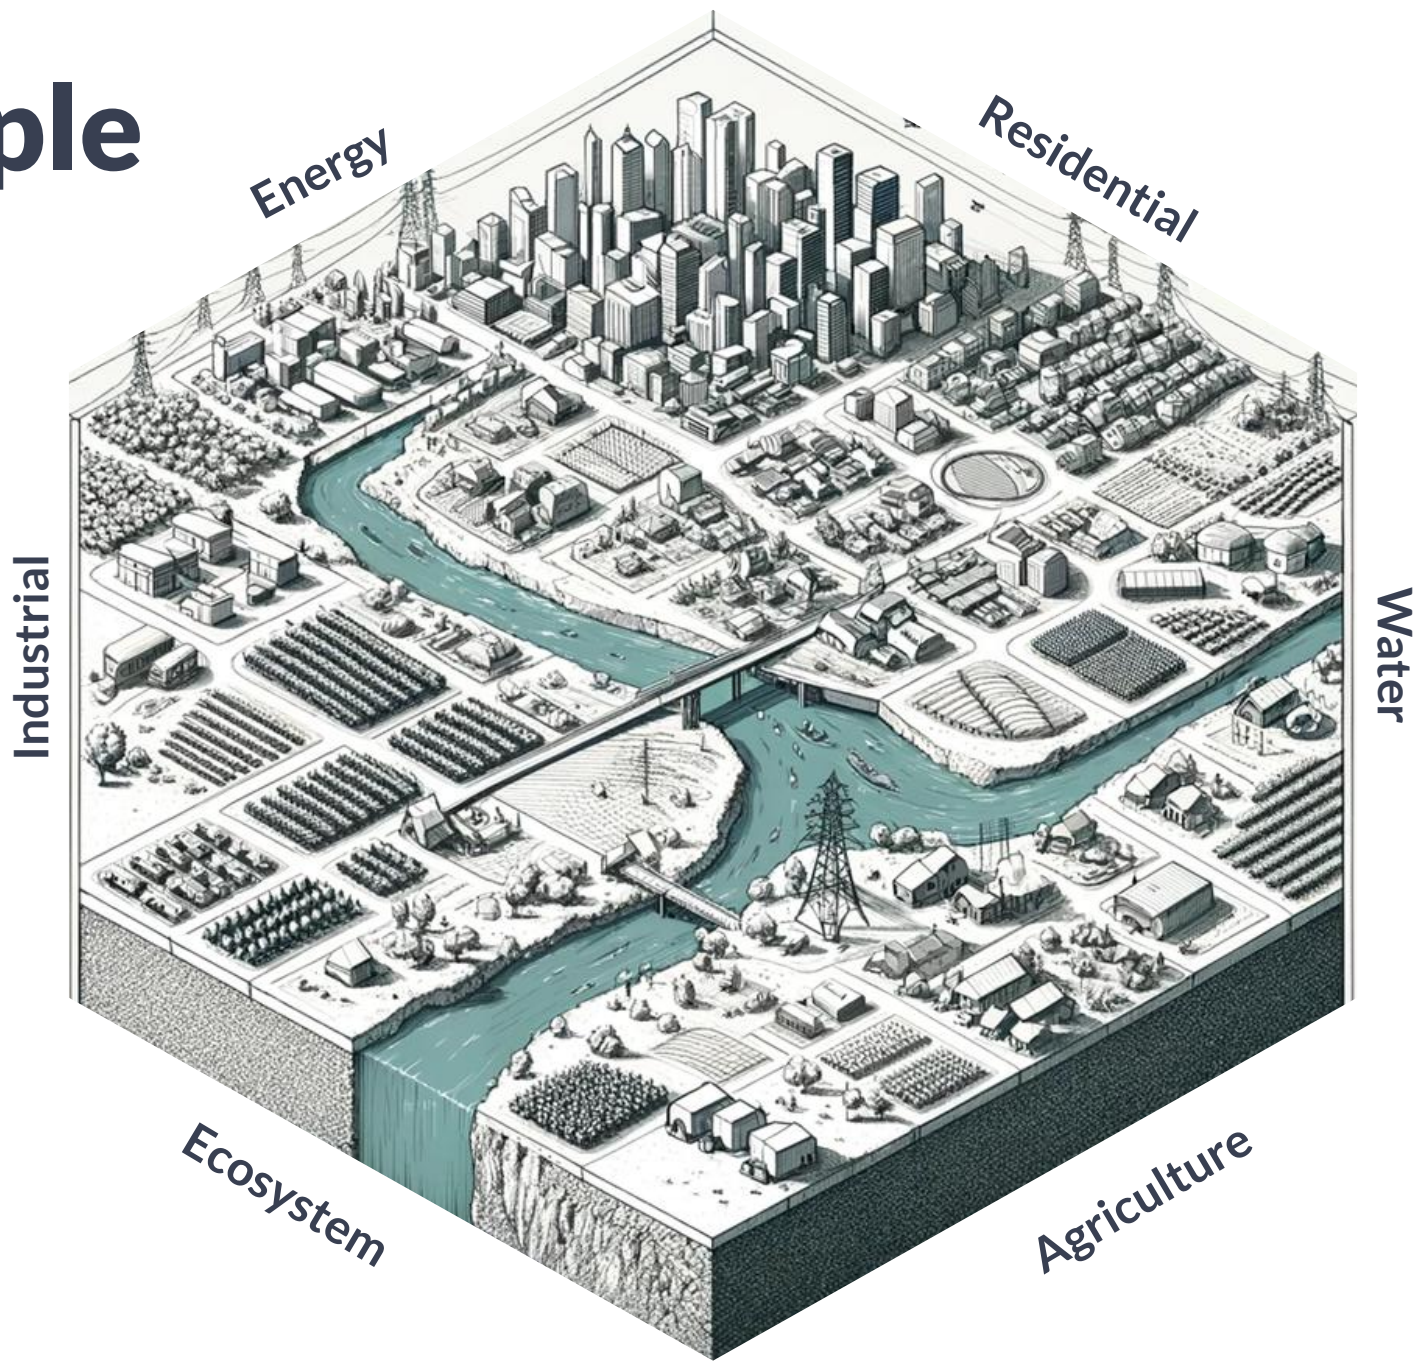 ple
Energy
Residential
Industrial
Water
Ecosystem
Agriculture